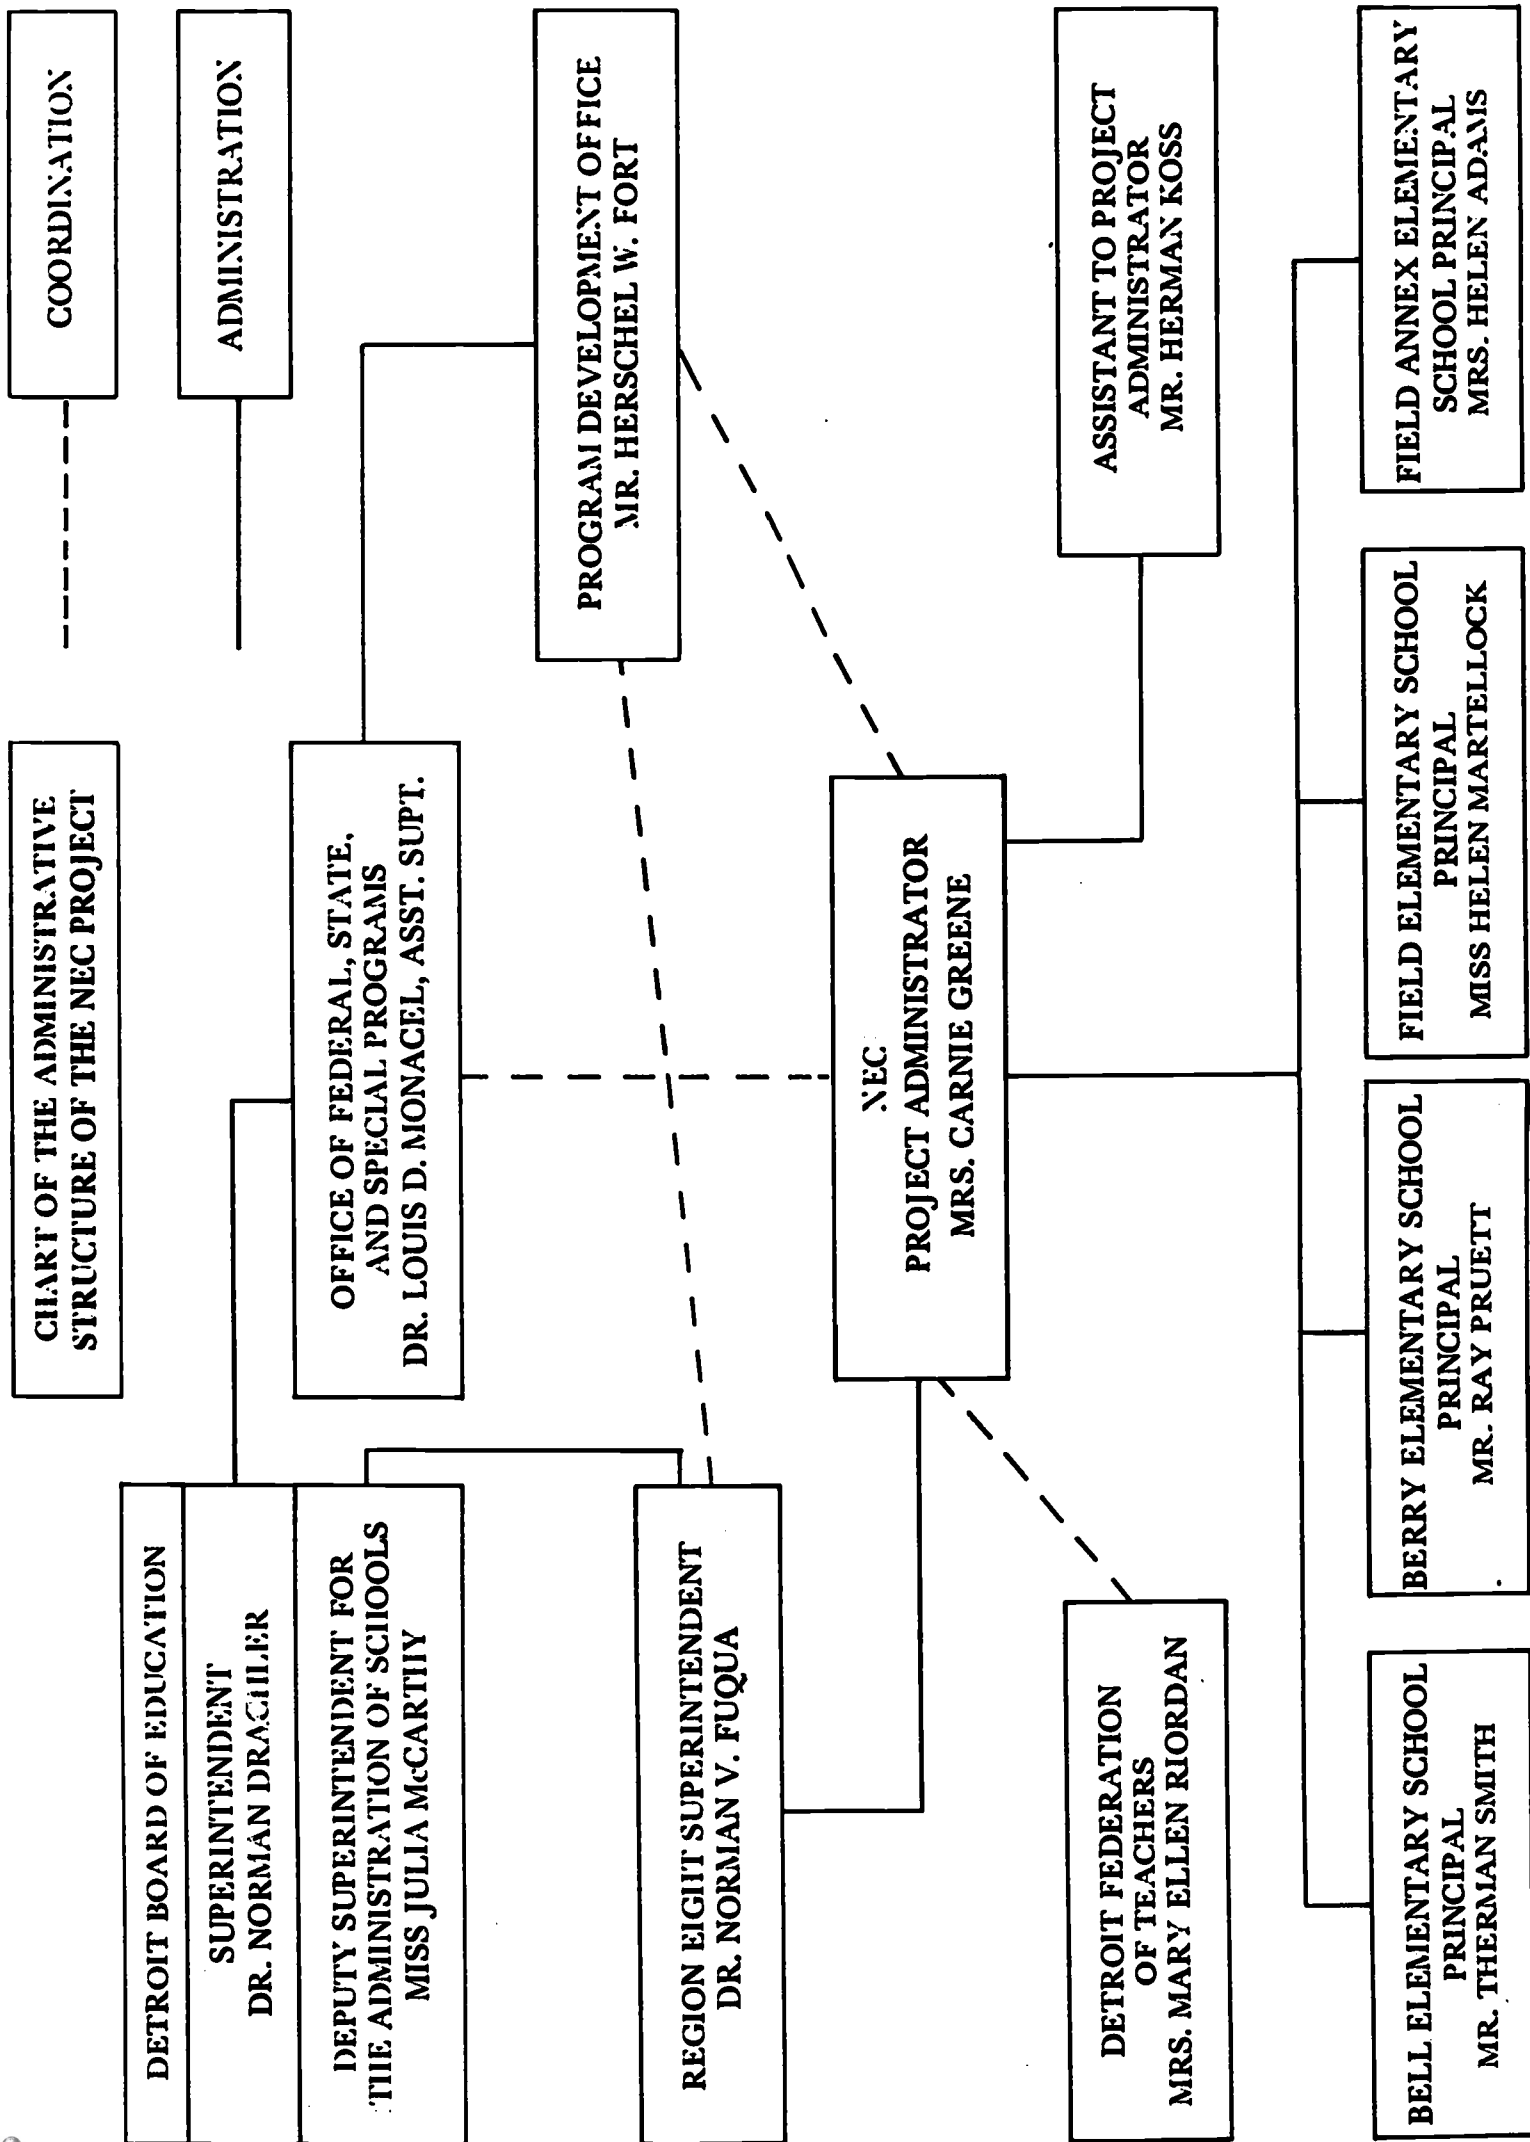 CHART OF THE ADMINISTRATIVE
STRUCTURE OF THE NEC PROJECT
COORDINATION
ADMINISTRATION
DETROIT BOARD OF EDUCATION
SUPERINTENDENT
DR. NORMAN DRACHLER
DEPUTY SUPERINTENDENT FOR
THE ADMINISTRATION OF SCHOOLS
MISS JULIA McCARTHY
OFFICE OF FEDERAL, STATE,
AND SPECIAL PROGRAMS
DR. LOUIS D. MONACEL, ASST. SUPT.
PROGRAM DEVELOPMENT OFFICE
MR. HERSCHEL W. FORT
REGION EIGHT SUPERINTENDENT
DR. NORMAN V. FUQUA
NEC
PROJECT ADMINISTRATOR
MRS. CARNIE GREENE
DETROIT FEDERATION
OF TEACHERS
MRS. MARY ELLEN RIORDAN
ASSISTANT TO PROJECT
ADMINISTRATOR
MR. HERMAN KOSS
BELL ELEMENTARY SCHOOL
PRINCIPAL
MR. THERMAN SMITH
BERRY ELEMENTARY SCHOOL
PRINCIPAL
MR. RAY PRUETT
FIELD ELEMENTARY SCHOOL
PRINCIPAL
MISS HELEN MARTELLOCK
FIELD ANNEX ELEMENTARY
SCHOOL PRINCIPAL
MRS. HELEN ADAMS